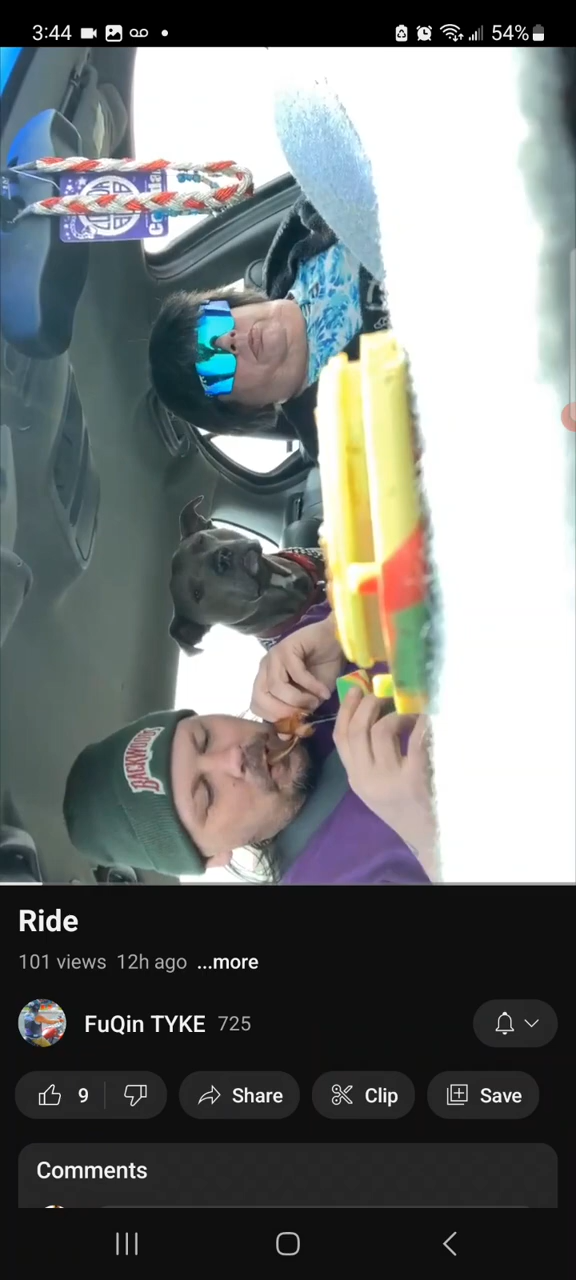 3:44
54%
BACKWOODS
Ride
101 views 12h ago ...more
FuQin TYKE 725
9
Share
Clip
Save
Comments